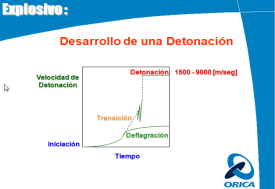 Explosivo:
Desarrollo de una Detonación
Velocidad de
Detonación
Detonación 1500 - 9000 [m/seg]
Transición
Deflagración
Iniciación
Tiempo
ORICA